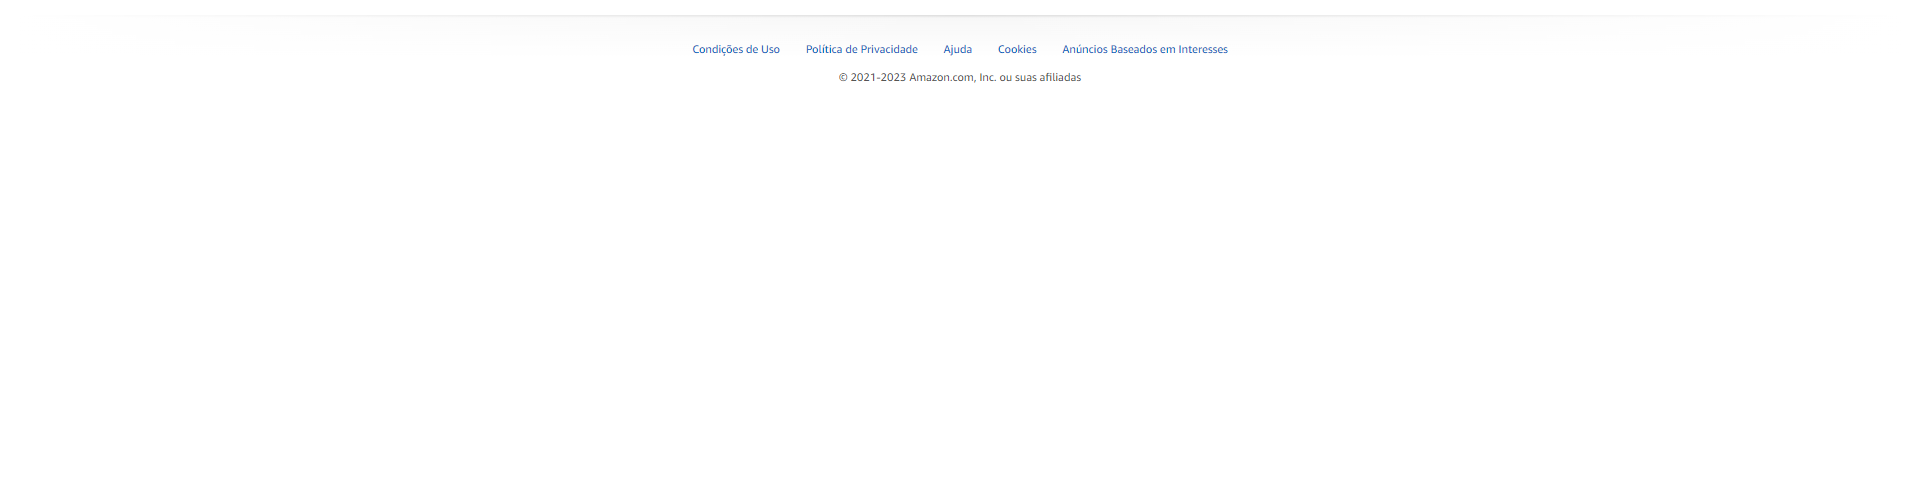 Condições de Uso Política de Privacidade Ajuda Cookies Anúncios Baseados em Interesses
© 2021-2023 Amazon.com, Inc. ou suas afiliadas